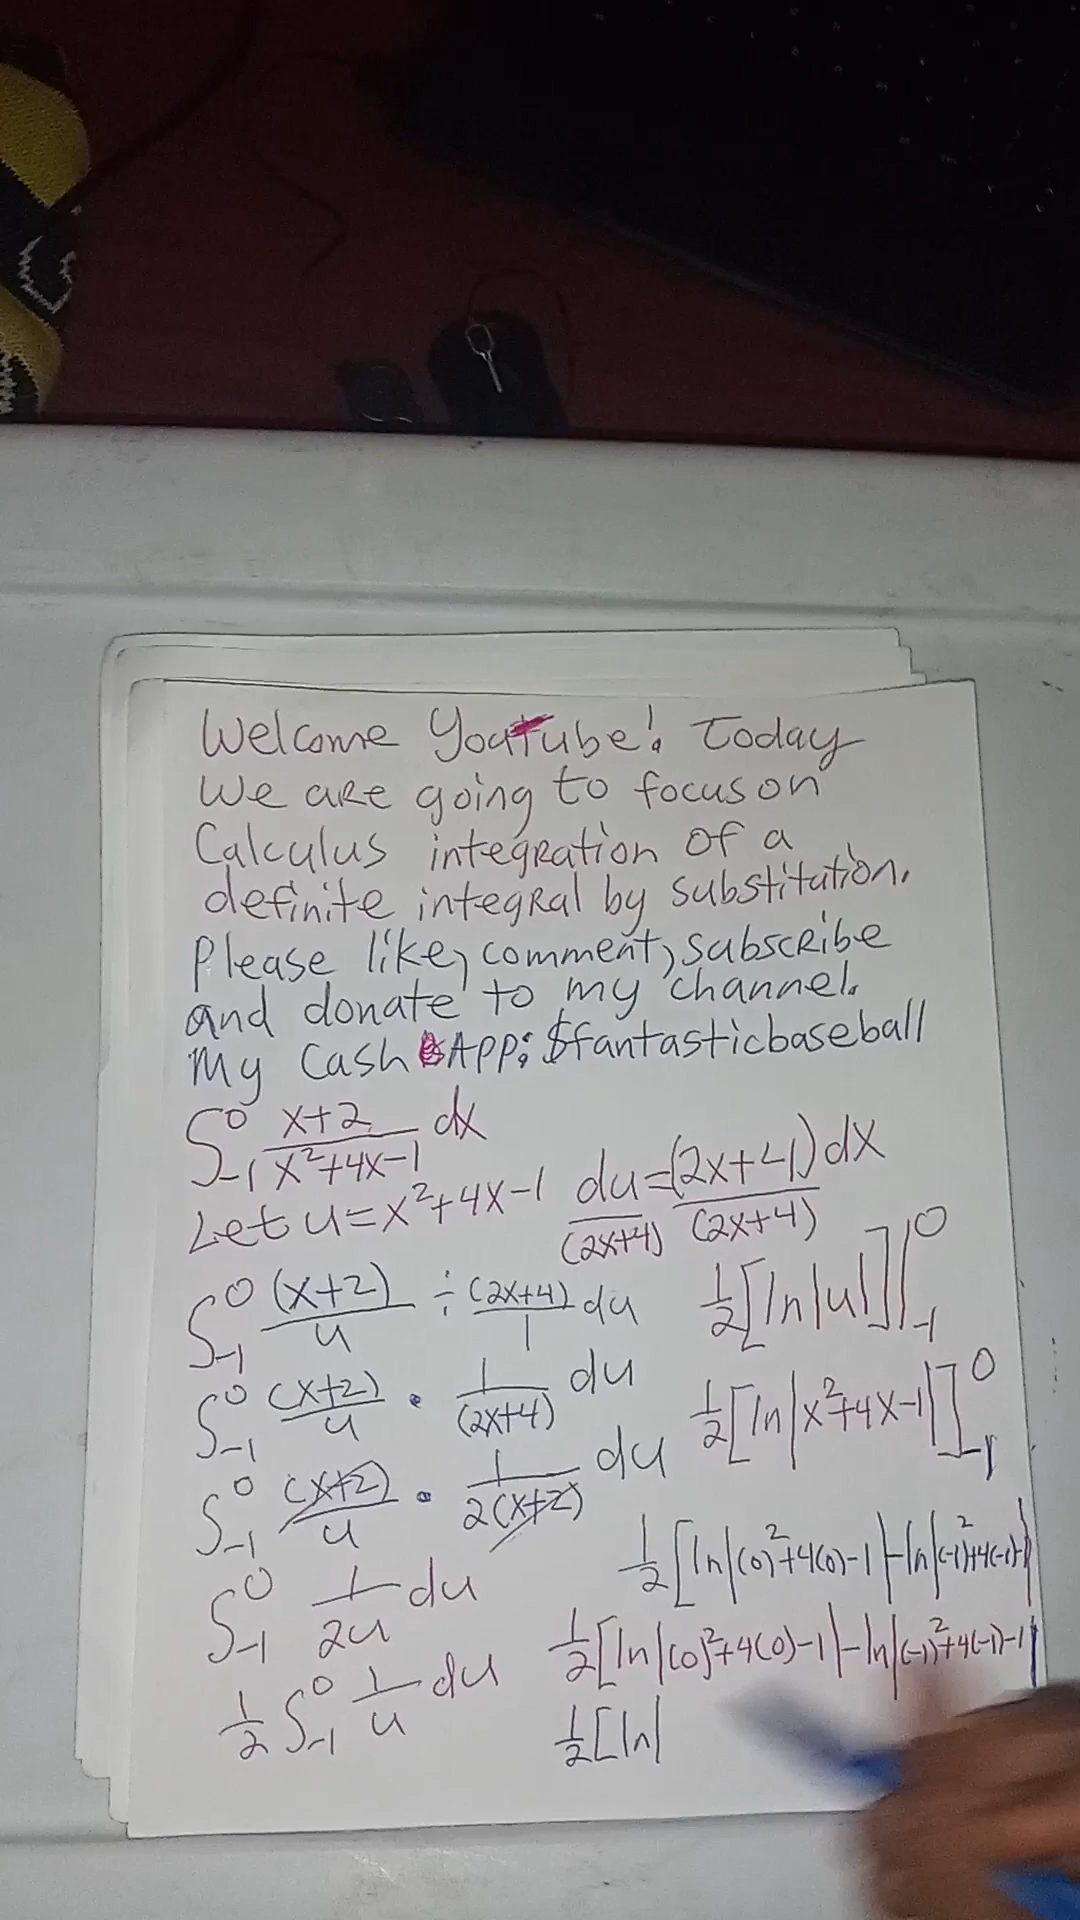 Welcome YouTube! Today
We are going to focus on
Calculus integration of a
definite integral by substitution.
Please like, comment, subscribe
and donate to my channel.
My Cash App: $fantasticbaseball
∫₋₁⁰ (x+2)/(x²+4x-1) dx
Let u=x²+4x-1 du/(2x+4)=(2x+4)dx/(2x+4)
∫₋₁⁰ (x+2)/u ÷ (2x+4)/1 du
∫₋₁⁰ (x+2)/u · 1/(2x+4) du
∫₋₁⁰ (x+2)/u · 1/2(x+2) du
∫₋₁⁰ 1/2u du
1/2 ∫₋₁⁰ 1/u du
1/2[ln|u|]|₋₁⁰
1/2[ln|x²+4x-1|]₋₁⁰
1/2[ln|(0)²+4(0)-1|-ln|(-1)²+4(-1)-1|
1/2[ln|(0)²+4(0)-1|-ln|(-1)²+4(-1)-1|
1/2[ln|